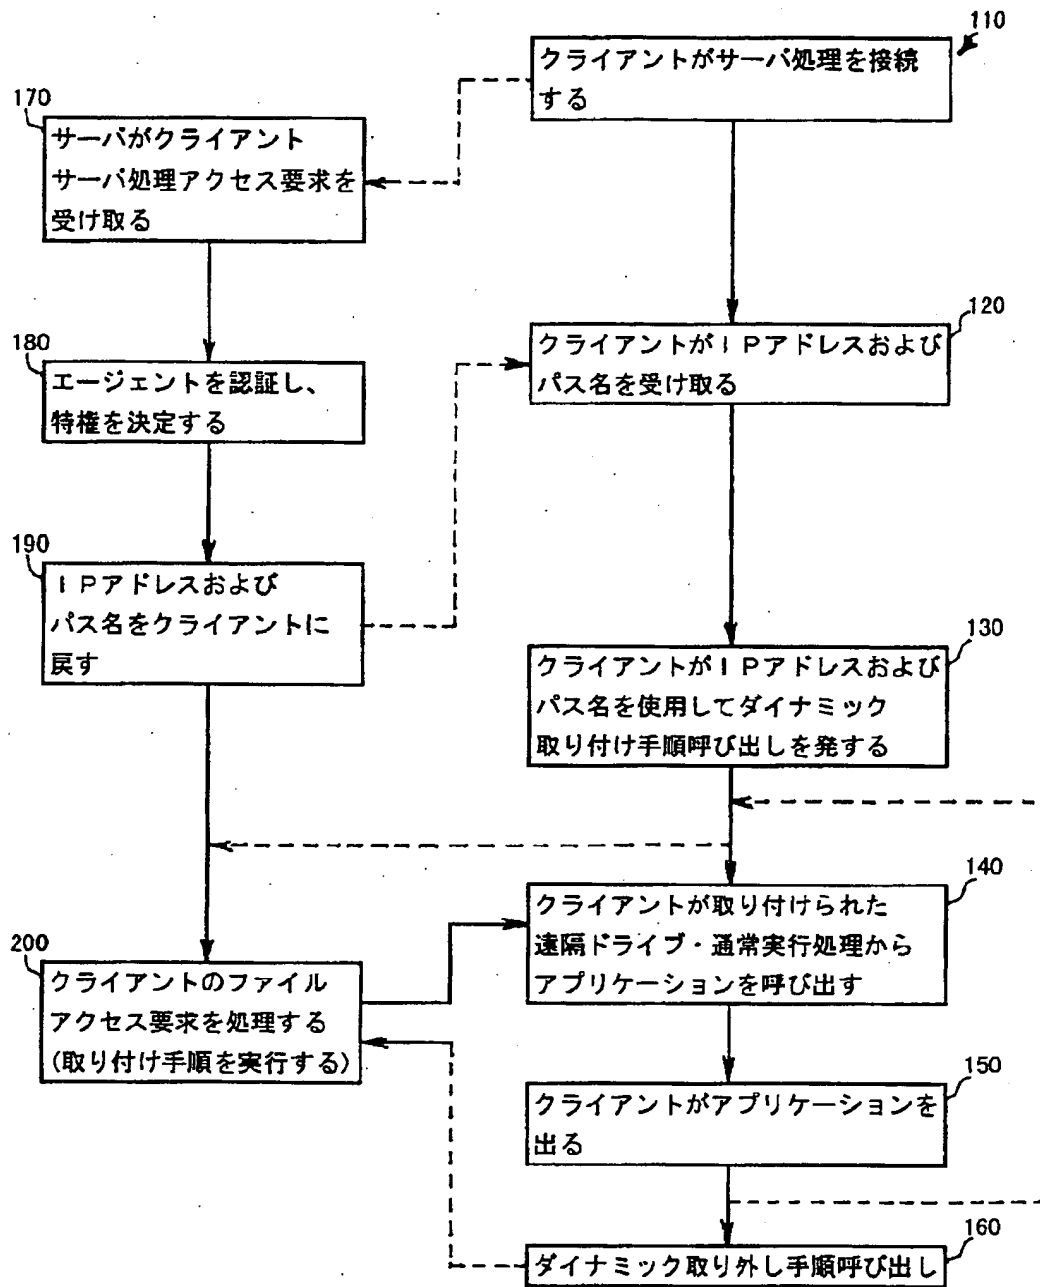 110
クライアントがサーバ処理を接続
する
170
サーバがクライアント
サーバ処理アクセス要求を
受け取る
120
クライアントがＩＰアドレスおよび
パス名を受け取る
180
エージェントを認証し、
特権を決定する
190
ＩＰアドレスおよび
パス名をクライアントに
戻す
130
クライアントがＩＰアドレスおよび
パス名を使用してダイナミック
取り付け手順呼び出しを発する
140
クライアントが取り付けられた
遠隔ドライブ・通常実行処理から
アプリケーションを呼び出す
200
クライアントのファイル
アクセス要求を処理する
(取り付け手順を実行する)
150
クライアントがアプリケーションを
出る
160
ダイナミック取り外し手順呼び出し